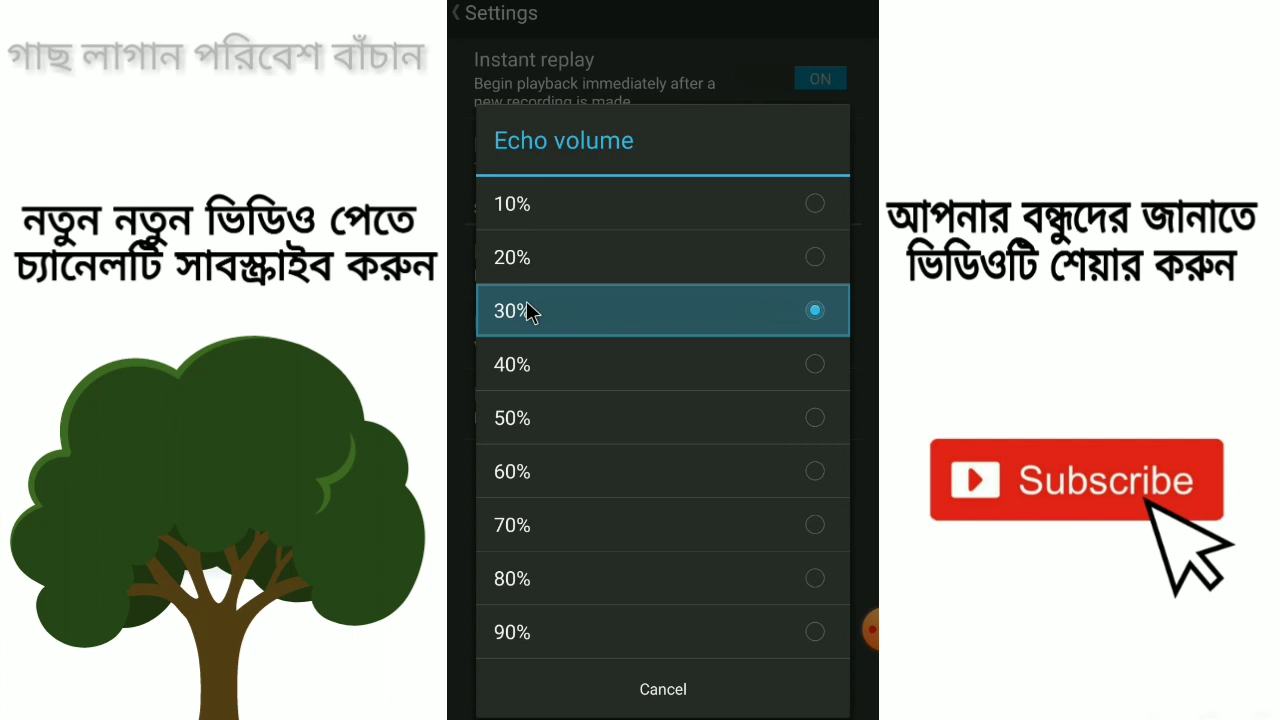 গাছ লাগান পরিবেশ বাঁচান
নতুন নতুন ভিডিও পেতে
চ্যানেলটি সাবস্ক্রাইব করুন
Settings
Instant replay
Begin playback immediately after a
new recording is made
ON
Echo volume
10%
20%
30%
40%
50%
60%
70%
80%
90%
Cancel
আপনার বন্ধুদের জানাতে
ভিডিওটি শেয়ার করুন
Subscribe